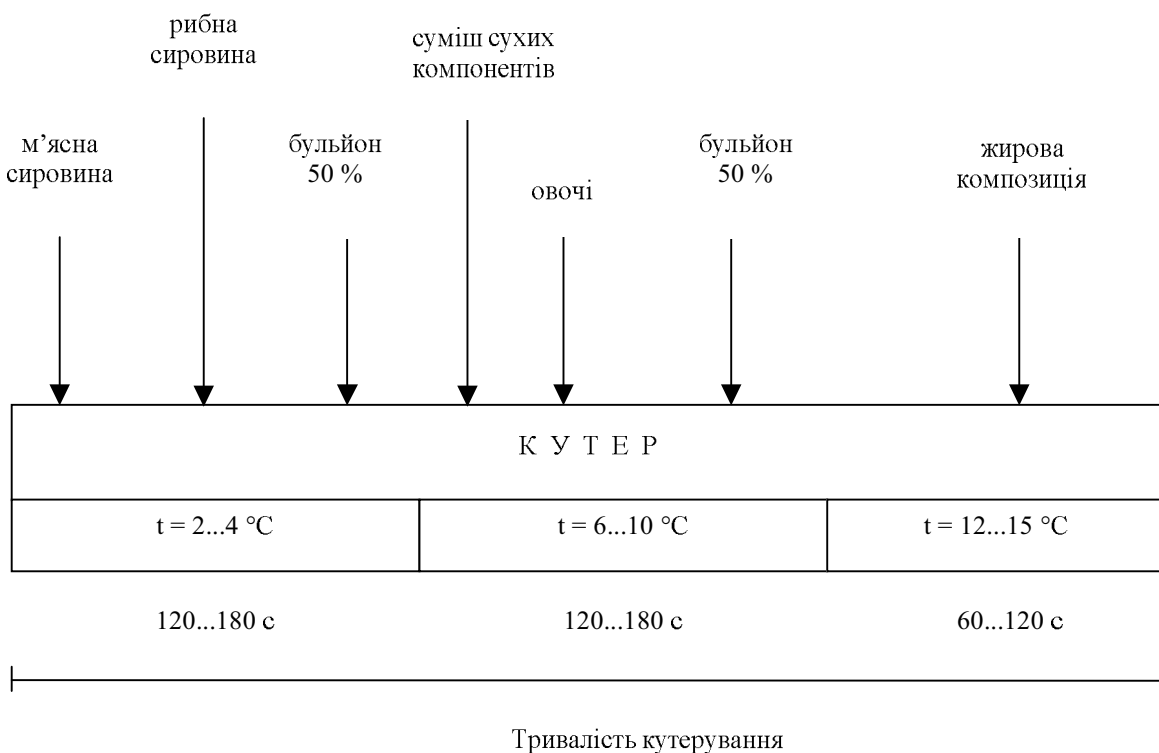 рибна
сировина
суміш сухих
компонентів
м’ясна
сировина
бульйон
50 %
овочі
бульйон
50 %
жирова
композиція
К У Т Е Р
t = 2...4 °С
t = 6...10 °С
t = 12...15 °С
120...180 с
120...180 с
60...120 с
Тривалість кутерування